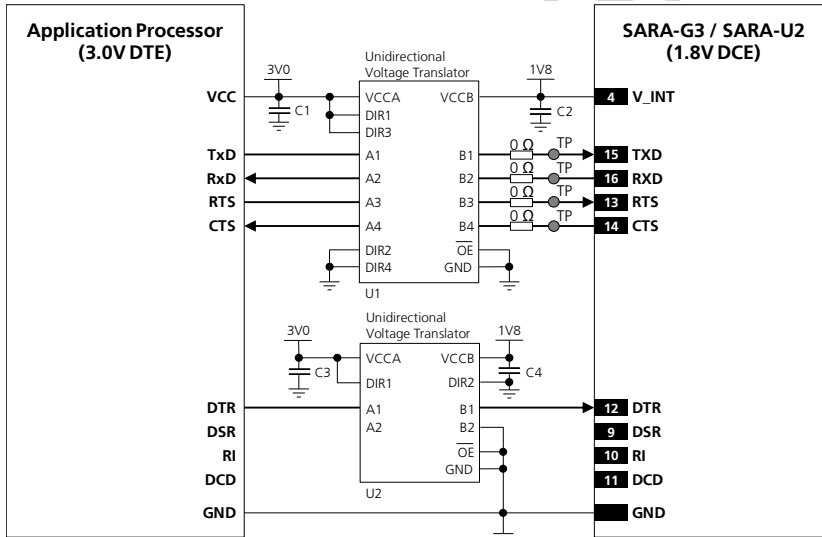 Application Processor
(3.0V DTE)
SARA-G3 / SARA-U2
(1.8V DCE)
Unidirectional
Voltage Translator
3V0
1V8
VCC
VCCA
VCCB
4 V_INT
C1
DIR1
C2
DIR3
0 Ω TP
TxD
A1
B1
15 TXD
0 Ω TP
RxD
A2
B2
16 RXD
0 Ω TP
RTS
A3
B3
13 RTS
0 Ω TP
CTS
A4
B4
14 CTS
DIR2
OE
DIR4
GND
U1
Unidirectional
Voltage Translator
3V0
1V8
VCCA
VCCB
C3
DIR1
DIR2
C4
DTR
A1
B1
12 DTR
A2
B2
DSR
9 DSR
OE
RI
10 RI
GND
DCD
11 DCD
U2
GND
GND